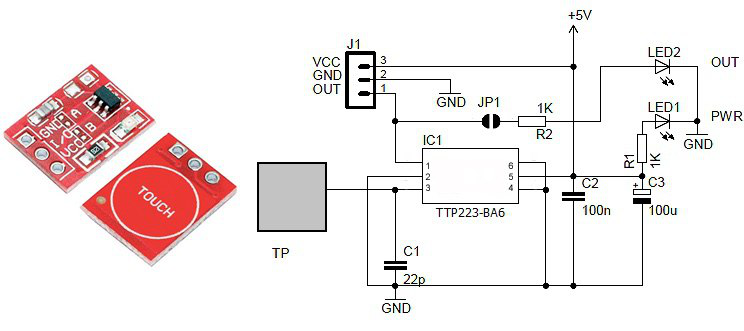 +5V
J1
VCC 3
GND 2
OUT 1
GND
JP1
1K
R2
LED2
OUT
LED1
PWR
GND
IC1
1 6
2 5
3 4
TTP223-BA6
R1
1K
C2
100n
+
C3
100u
TP
C1
22p
GND
GND
I/O
Vcc
A
B
TOUCH